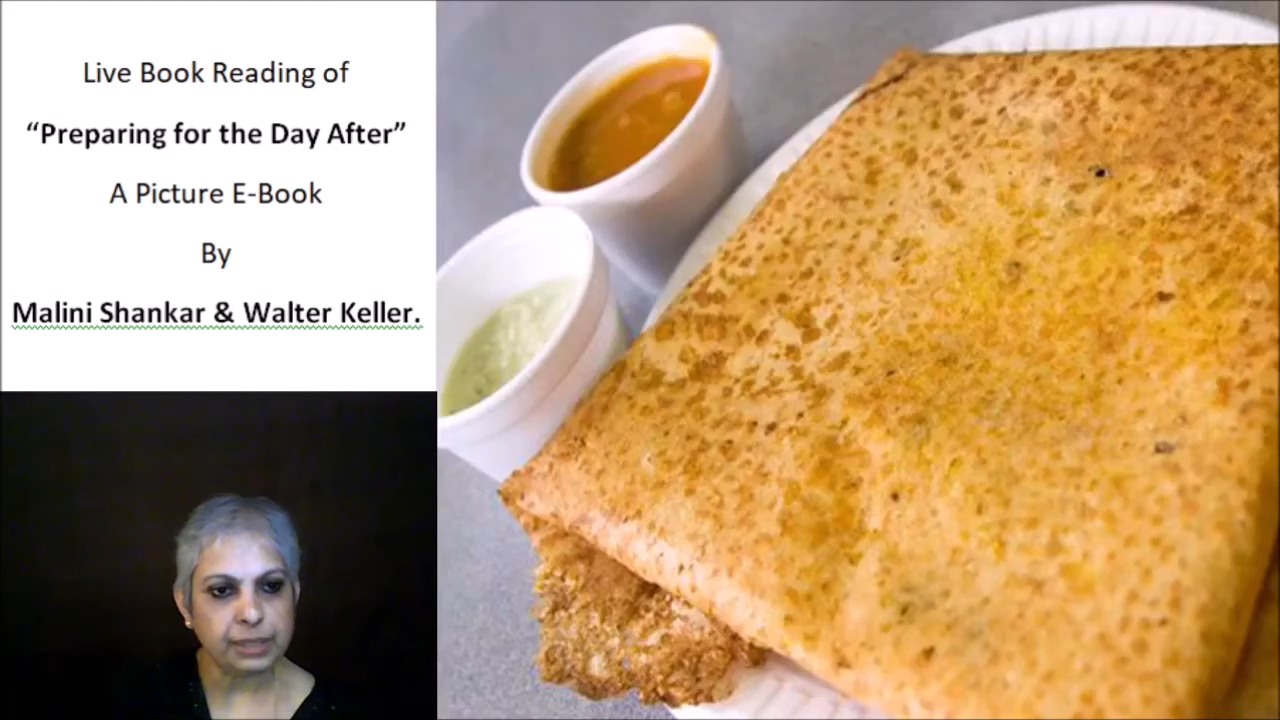 Live Book Reading of
“Preparing for the Day After”
A Picture E-Book
By
Malini Shankar & Walter Keller.